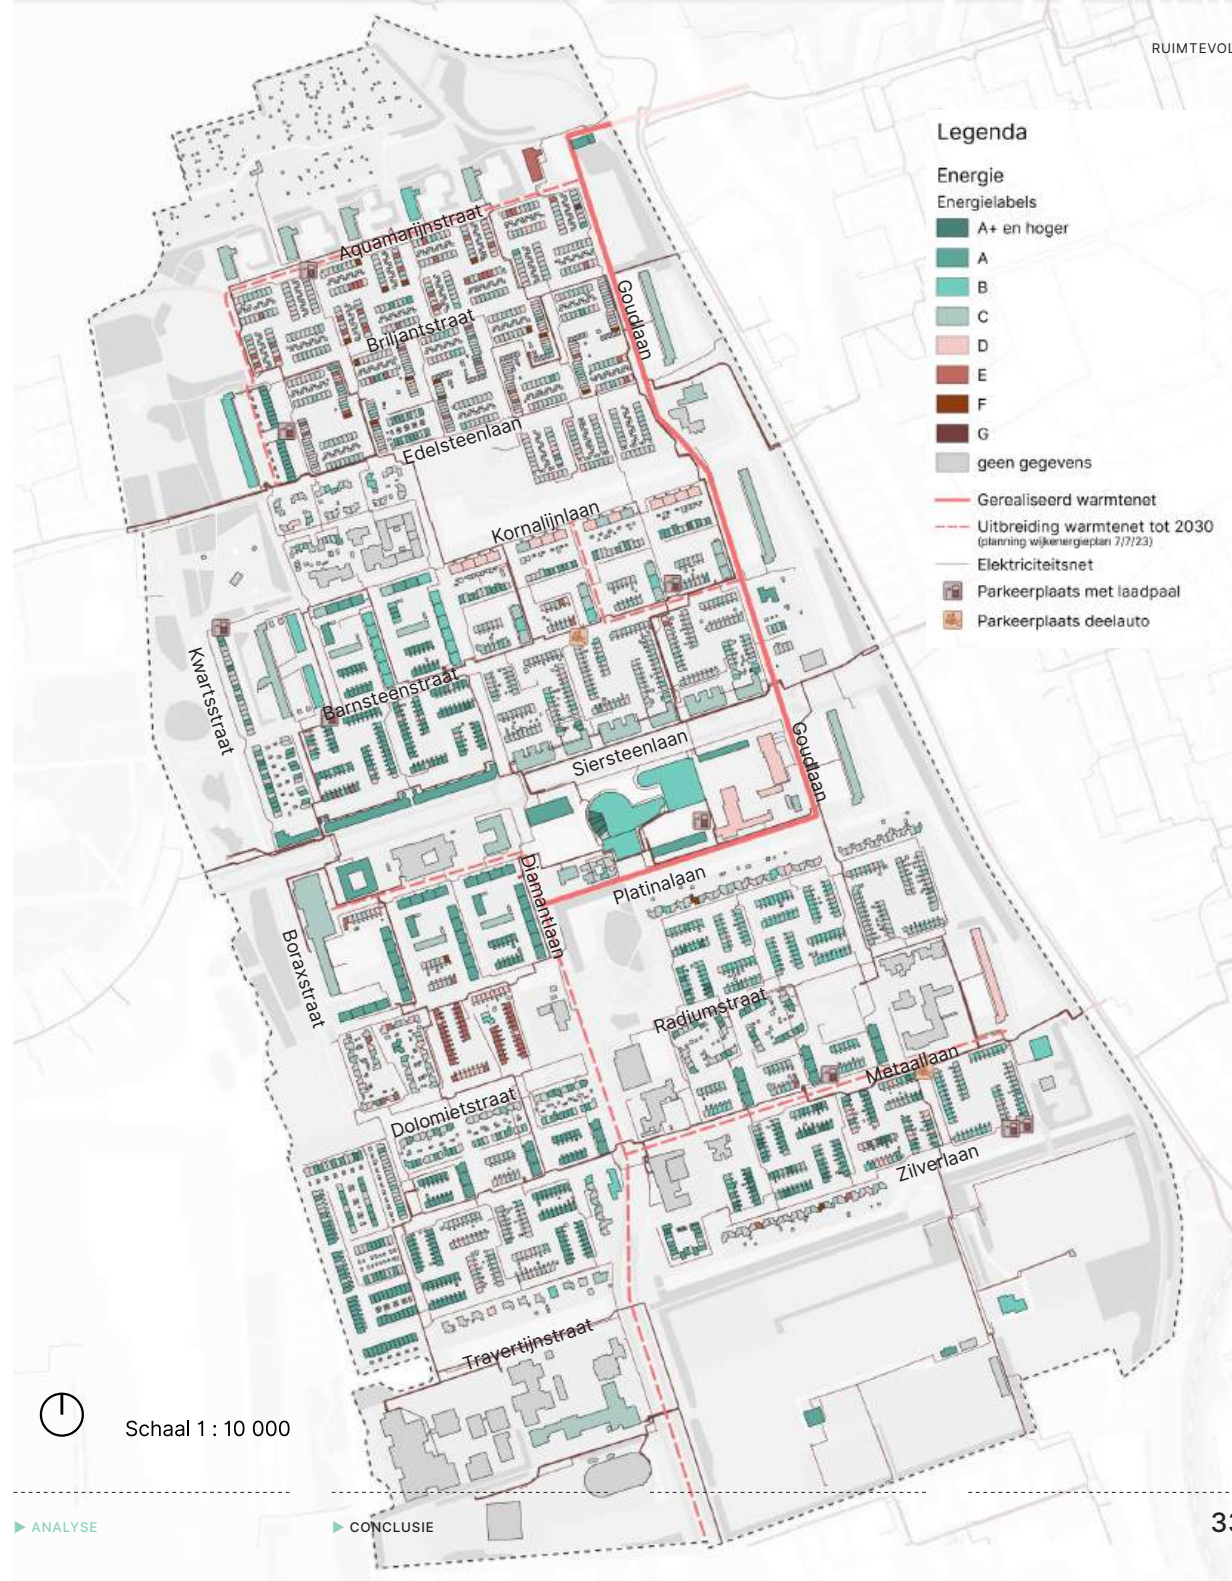 RUIMTEVOL
Legenda
Energie
Energielabels
A+ en hoger
A
B
C
D
E
F
G
geen gegevens
Gerealiseerd warmtenet
Uitbreiding warmtenet tot 2030
(planning wijkenergieplan 7/7/23)
Elektriciteitsnet
Parkeerplaats met laadpaal
Parkeerplaats deelauto
Aquamarijnstraat
Goudlaan
Briljantstraat
Edelsteenlaan
Kornalijnlaan
Kwartsstraat
Barnsteenstraat
Siersteenlaan
Goudlaan
Diamantlaan
Platinalaan
Boraxstraat
Radiumstraat
Metaallaan
Dolomietstraat
Zilverlaan
Travertijnstraat
Schaal 1 : 10 000
▶ ANALYSE
▶ CONCLUSIE
33